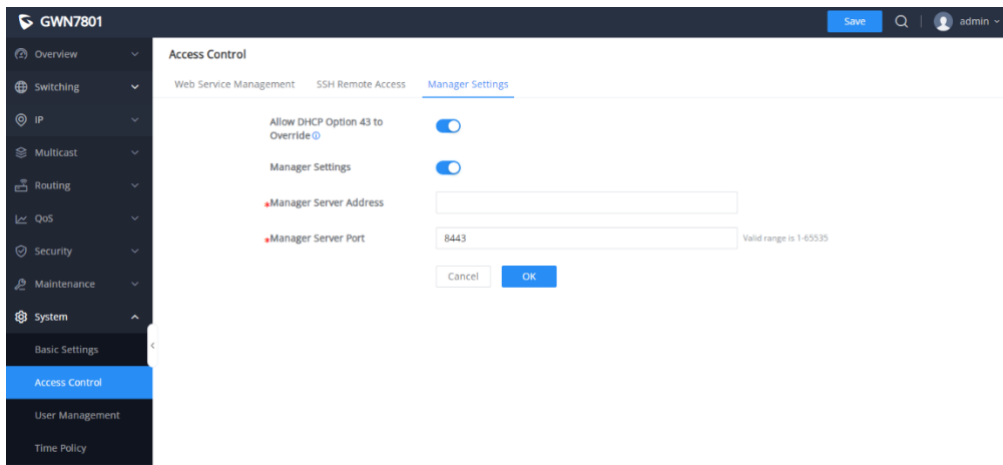 GWN7801
Save
admin
Overview
Switching
IP
Multicast
Routing
QoS
Security
Maintenance
System
Basic Settings
Access Control
User Management
Time Policy
Access Control
Web Service Management SSH Remote Access Manager Settings
Allow DHCP Option 43 to
Override
Manager Settings
*Manager Server Address
*Manager Server Port 8443 Valid range is 1-65535
Cancel OK